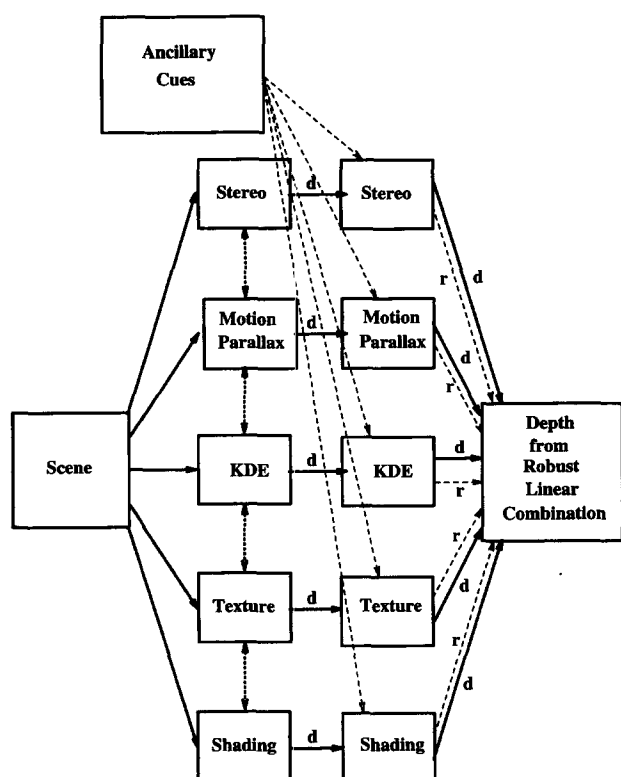 Ancillary
Cues
Stereo
d
Stereo
r
d
Motion
Parallax
d
Motion
Parallax
d
r
Scene
KDE
d
KDE
d
r
Depth
from
Robust
Linear
Combination
Texture
d
Texture
r
d
Shading
d
Shading
r
d